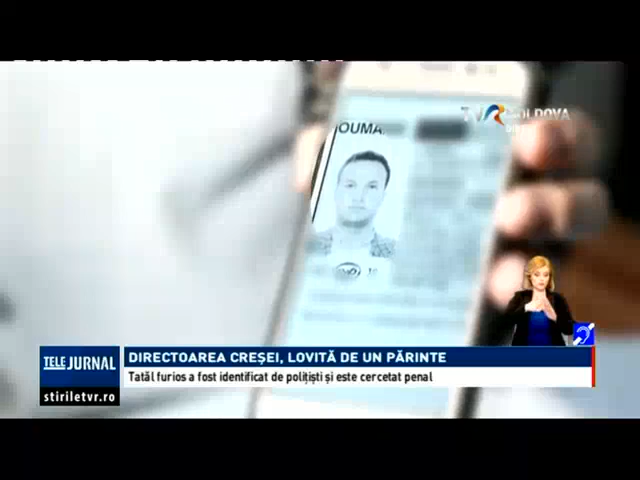 TVR MOLDOVA
OUMA
TELE JURNAL
stiriletvr.ro
DIRECTOAREA CREȘEI, LOVITĂ DE UN PĂRINTE
Tatăl furios a fost identificat de polițiști și este cercetat penal